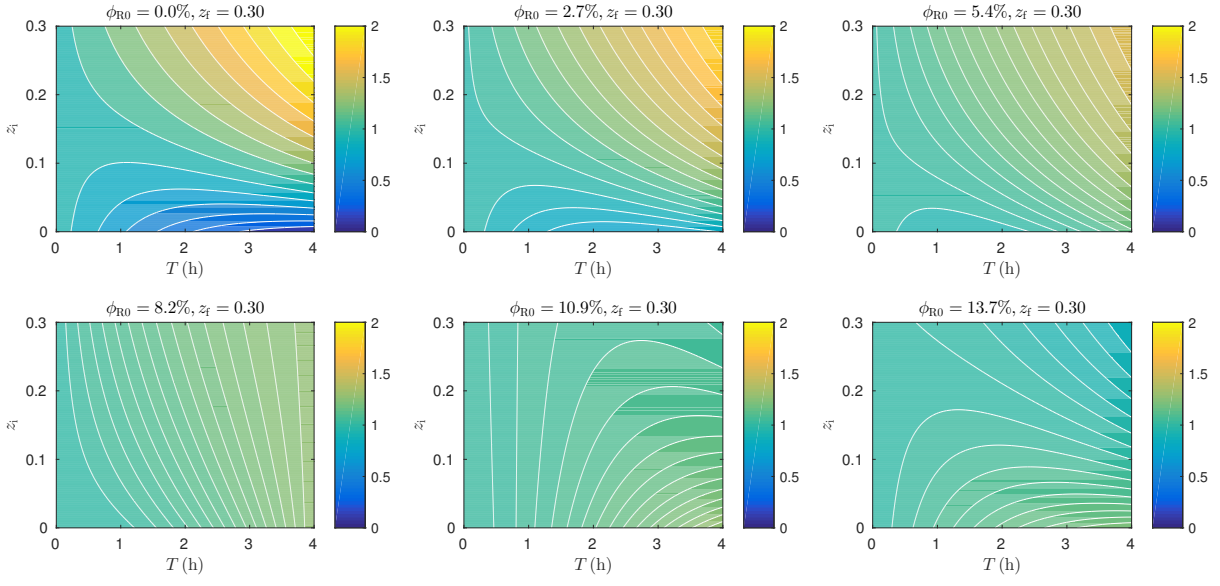 ϕR0 = 0.0%, zf = 0.30
ϕR0 = 2.7%, zf = 0.30
ϕR0 = 5.4%, zf = 0.30
0.3 2 0.3 2 0.3 2
1.5 1.5 1.5
0.2 0.2 0.2
zi 1 zi 1 zi 1
0.1 0.1 0.1
0.5 0.5 0.5
0 0 0 0 0 0
0 1 2 3 4 0 1 2 3 4 0 1 2 3 4
T (h) T (h) T (h)
ϕR0 = 8.2%, zf = 0.30
ϕR0 = 10.9%, zf = 0.30
ϕR0 = 13.7%, zf = 0.30
0.3 2 0.3 2 0.3 2
1.5 1.5 1.5
0.2 0.2 0.2
zi 1 zi 1 zi 1
0.1 0.1 0.1
0.5 0.5 0.5
0 0 0 0 0 0
0 1 2 3 4 0 1 2 3 4 0 1 2 3 4
T (h) T (h) T (h)